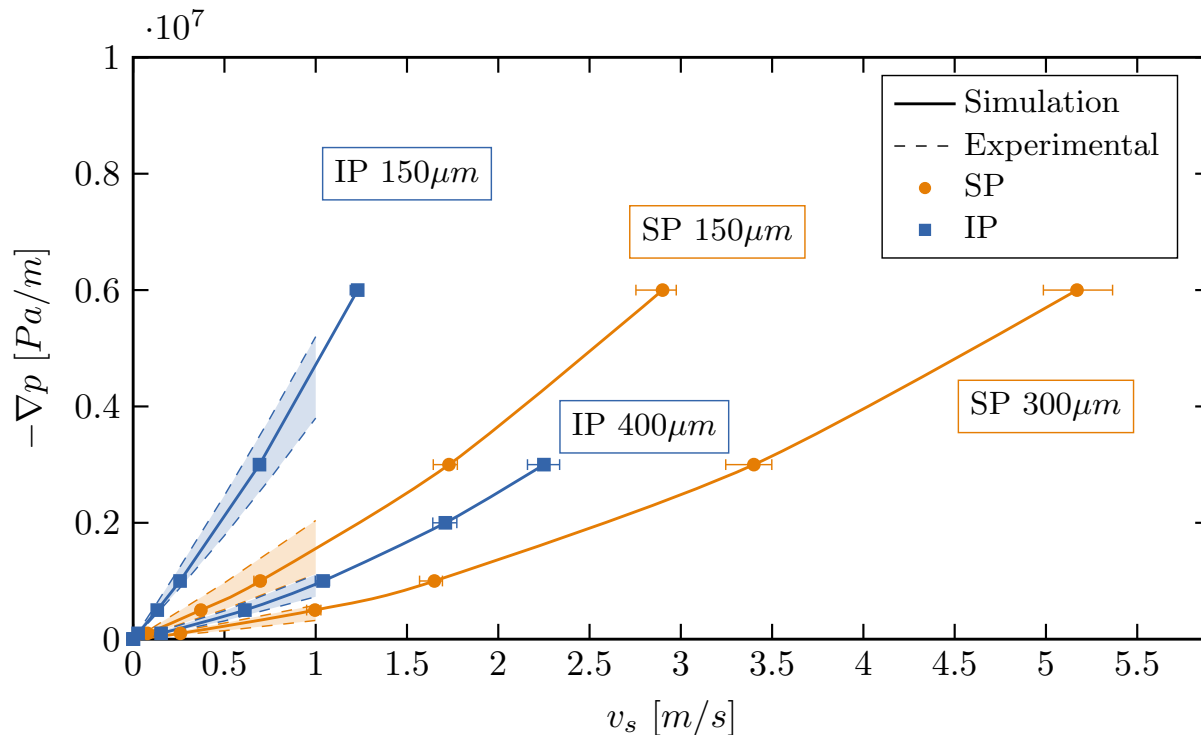 ·10⁷
1
0.8
0.6
0.4
0.2
0
−∇p [Pa/m]
0 0.5 1 1.5 2 2.5 3 3.5 4 4.5 5 5.5
v_s [m/s]
IP 150μm
SP 150μm
IP 400μm
SP 300μm
Simulation
Experimental
SP
IP